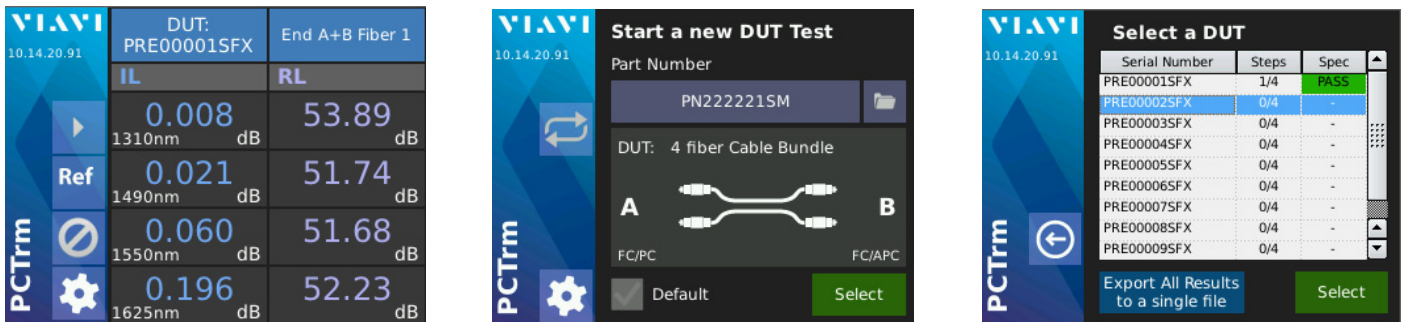 VIAVI
10.14.20.91
DUT:
PRE00001SFX
End A+B Fiber 1
IL
RL
0.008
1310nm dB
53.89
dB
Ref
0.021
1490nm dB
51.74
dB
0.060
1550nm dB
51.68
dB
0.196
1625nm dB
52.23
dB
PCTrm
VIAVI
10.14.20.91
Start a new DUT Test
Part Number
PN222221SM
DUT: 4 fiber Cable Bundle
A
B
FC/PC
FC/APC
Default
Select
PCTrm
VIAVI
10.14.20.91
Select a DUT
Serial Number Steps Spec
PRE00001SFX 1/4 PASS
PRE00002SFX 0/4 -
PRE00003SFX 0/4 -
PRE00004SFX 0/4 -
PRE00005SFX 0/4 -
PRE00006SFX 0/4 -
PRE00007SFX 0/4 -
PRE00008SFX 0/4 -
PRE00009SFX 0/4 -
Export All Results
to a single file
Select
PCTrm